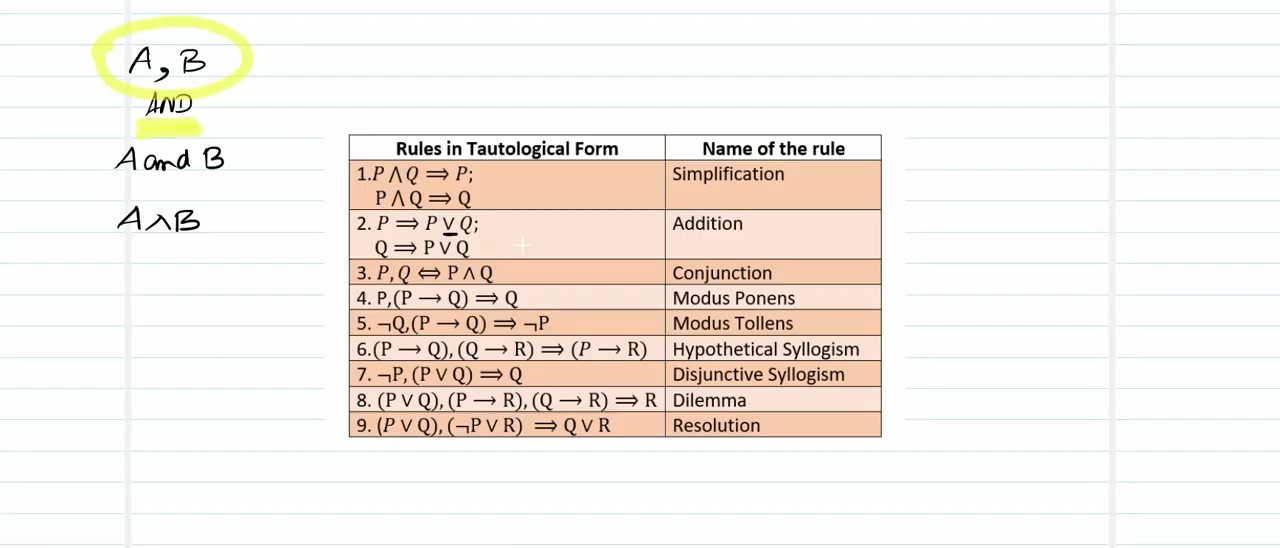 A, B
AND
A and B
A∧B
Rules in Tautological Form Name of the rule
1.P ∧ Q ⟹ P; Simplification
P ∧ Q ⟹ Q
2. P ⟹ P ∨ Q; Addition
Q ⟹ P ∨ Q
3. P, Q ⇔ P ∧ Q Conjunction
4. P,(P → Q) ⟹ Q Modus Ponens
5. ¬Q,(P → Q) ⟹ ¬P Modus Tollens
6.(P → Q), (Q → R) ⟹ (P → R) Hypothetical Syllogism
7. ¬P, (P ∨ Q) ⟹ Q Disjunctive Syllogism
8. (P ∨ Q), (P → R), (Q → R) ⟹ R Dilemma
9. (P ∨ Q), (¬P ∨ R) ⟹ Q ∨ R Resolution